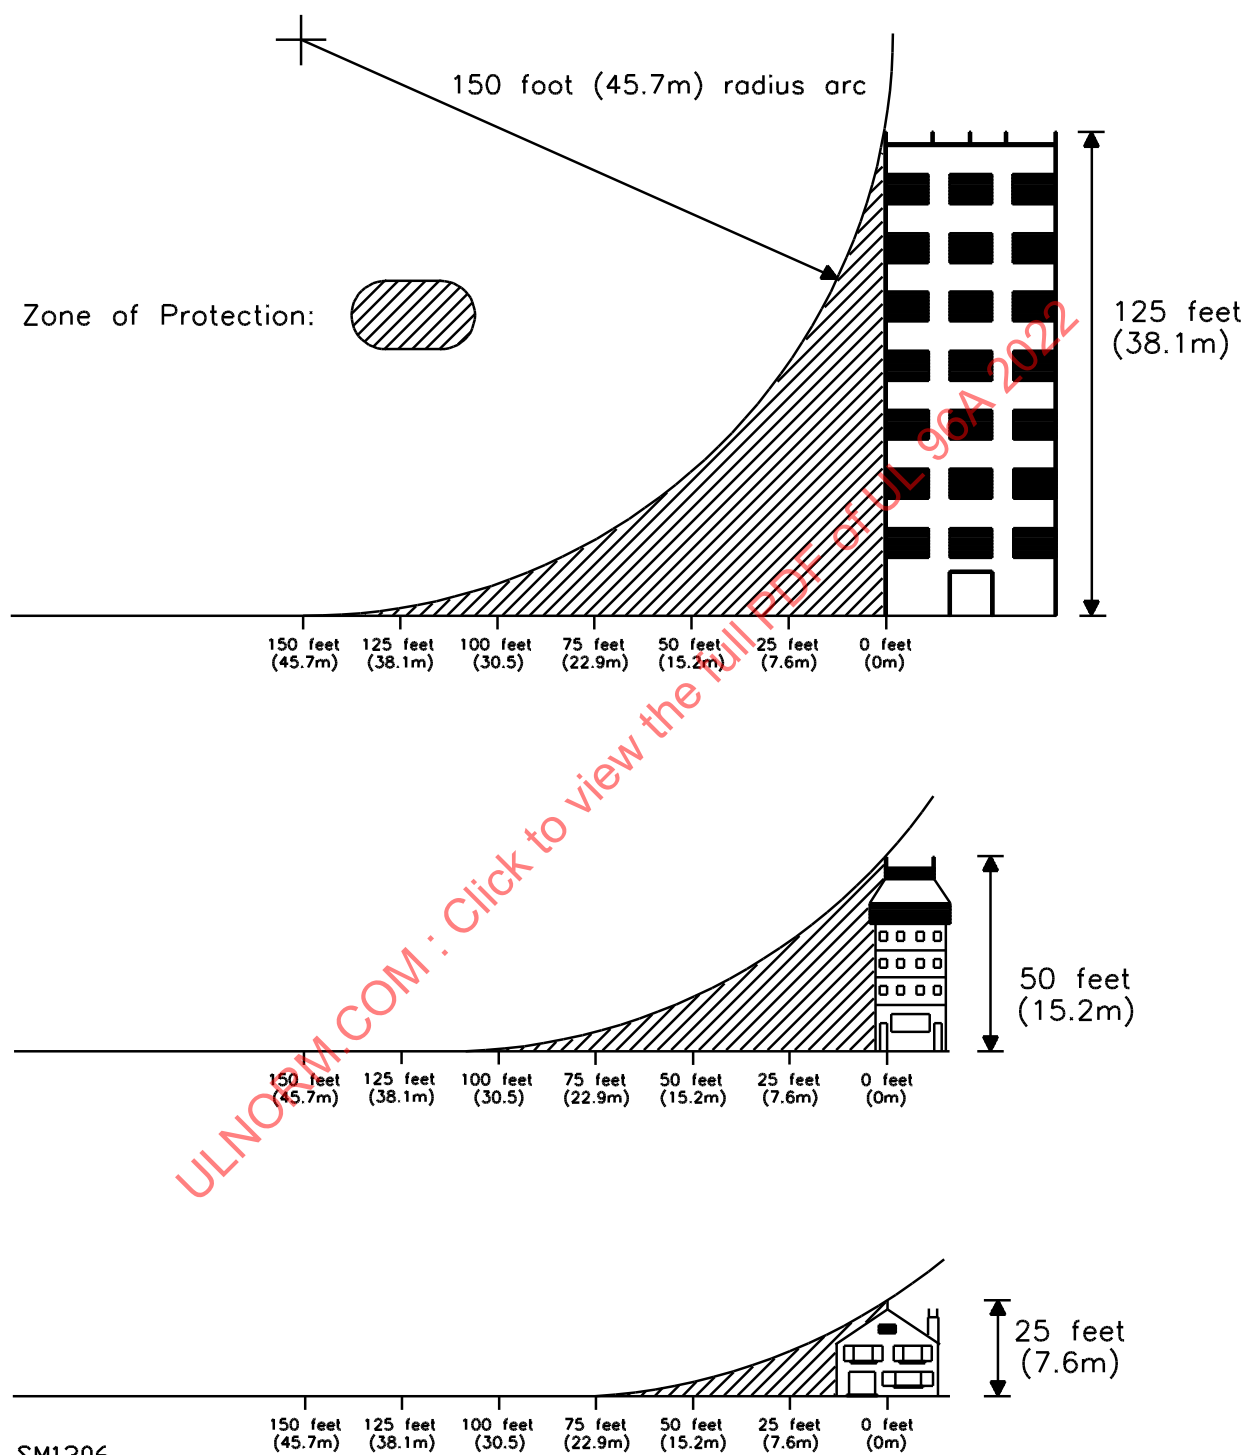 150 foot (45.7m) radius arc
Zone of Protection:
125 feet
(38.1m)
150 feet 125 feet 100 feet 75 feet 50 feet 25 feet 0 feet
(45.7m) (38.1m) (30.5) (22.9m) (15.2m) (7.6m) (0m)
50 feet
(15.2m)
150 feet 125 feet 100 feet 75 feet 50 feet 25 feet 0 feet
(45.7m) (38.1m) (30.5) (22.9m) (15.2m) (7.6m) (0m)
25 feet
(7.6m)
150 feet 125 feet 100 feet 75 feet 50 feet 25 feet 0 feet
(45.7m) (38.1m) (30.5) (22.9m) (15.2m) (7.6m) (0m)
ULNORM.COM : Click to view the full PDF of UL 96A 2022